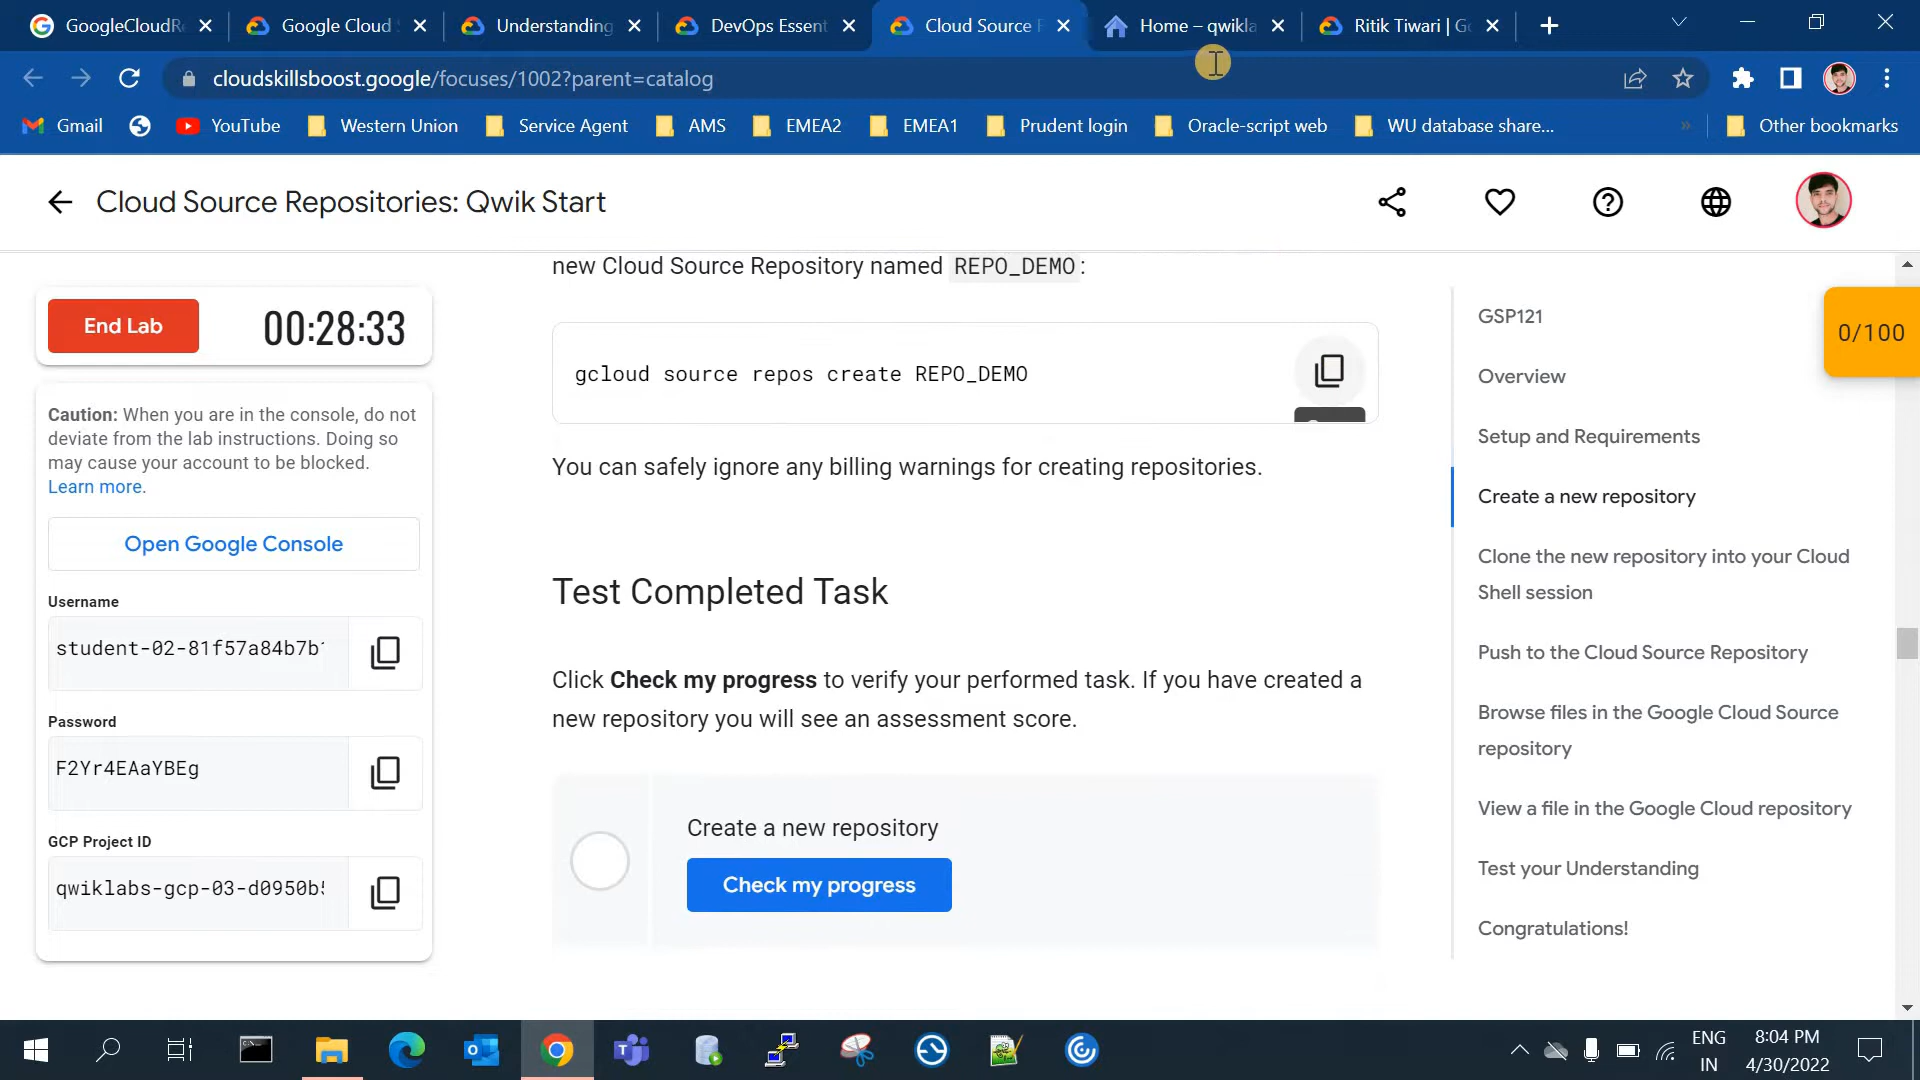 GoogleCloudRe
Google Cloud S
Understanding
DevOps Essent
Cloud Source R
Home – qwikla
Ritik Tiwari | Go
cloudskillsboost.google/focuses/1002?parent=catalog
Gmail
YouTube
Western Union
Service Agent
AMS
EMEA2
EMEA1
Prudent login
Oracle-script web
WU database share...
»
Other bookmarks
Cloud Source Repositories: Qwik Start
End Lab
00:28:33
Caution: When you are in the console, do not
deviate from the lab instructions. Doing so
may cause your account to be blocked.
Learn more.
Open Google Console
Username
student-02-81f57a84b7b
Password
F2Yr4EAaYBEg
GCP Project ID
qwiklabs-gcp-03-d0950b
new Cloud Source Repository named REPO_DEMO:
gcloud source repos create REPO_DEMO
You can safely ignore any billing warnings for creating repositories.
Test Completed Task
Click Check my progress to verify your performed task. If you have created a
new repository you will see an assessment score.
Create a new repository
Check my progress
GSP121
Overview
Setup and Requirements
Create a new repository
Clone the new repository into your Cloud
Shell session
Push to the Cloud Source Repository
Browse files in the Google Cloud Source
repository
View a file in the Google Cloud repository
Test your Understanding
Congratulations!
0/100
ENG
IN
8:04 PM
4/30/2022